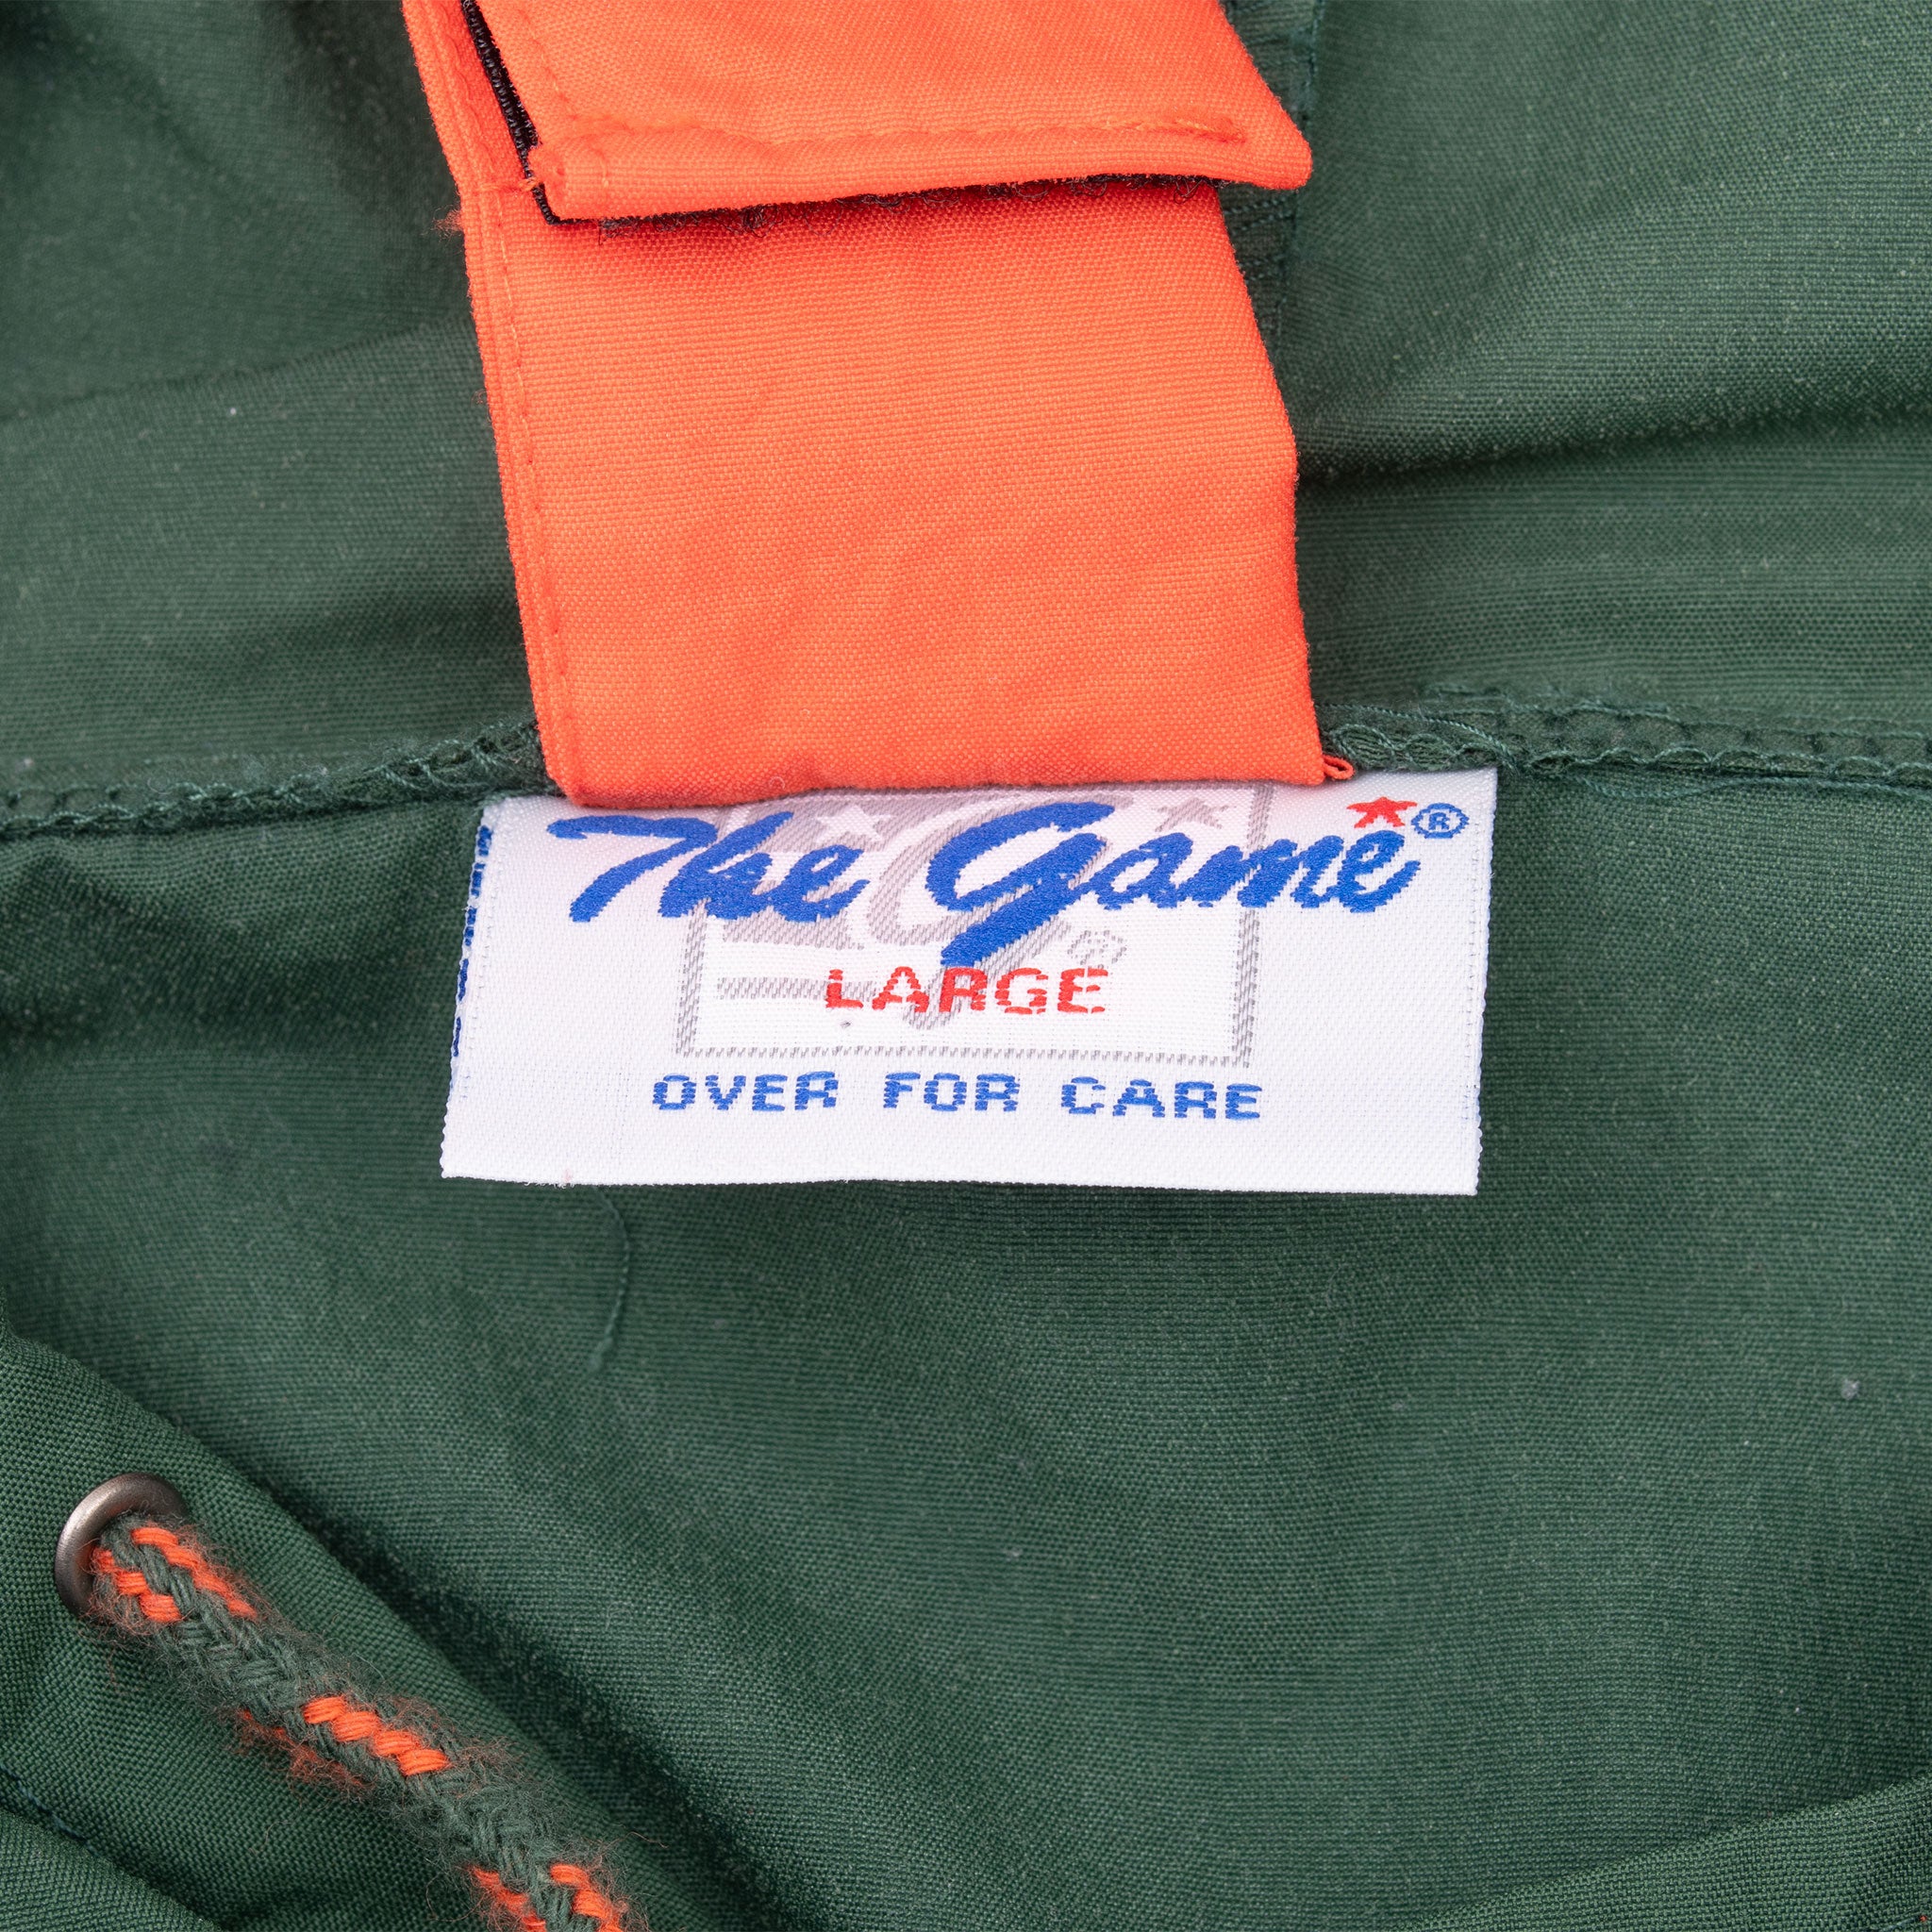 The Game®
LARGE
OVER FOR CARE